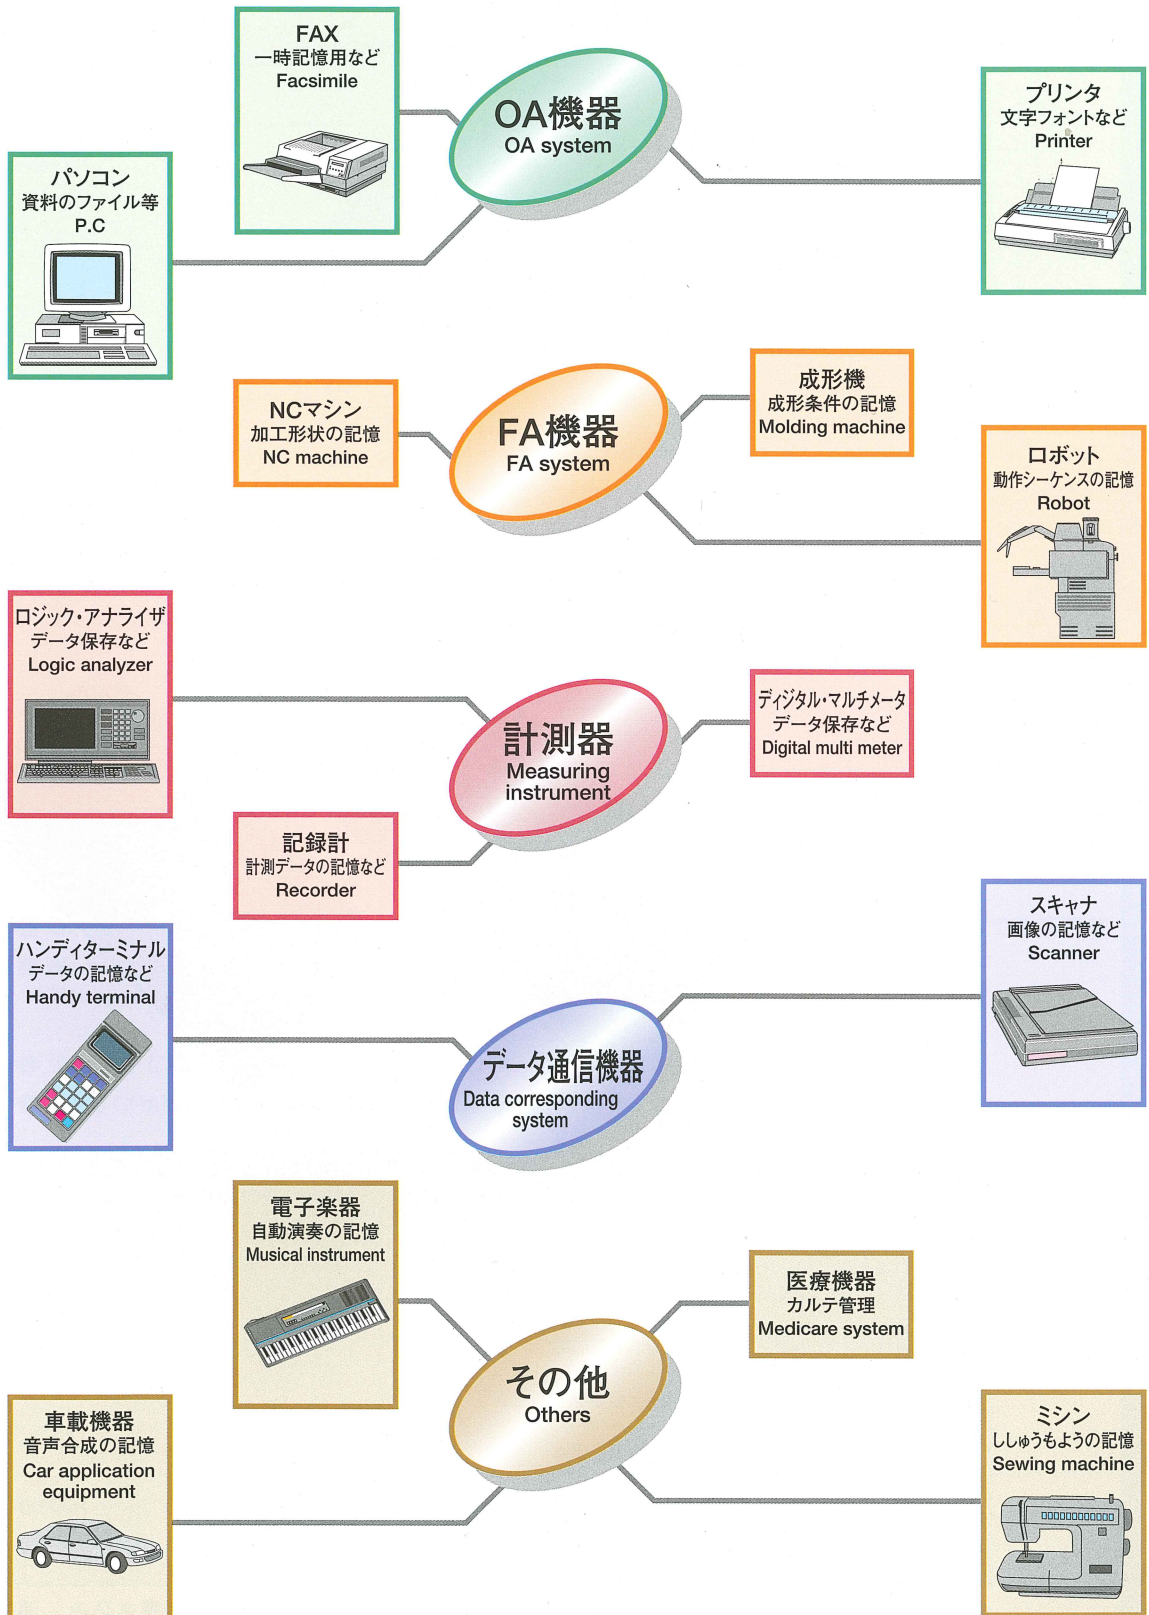 FAX
一時記憶用など
Facsimile
OA機器
OA system
プリンタ
文字フォントなど
Printer
パソコン
資料のファイル等
P.C
NCマシン
加工形状の記憶
NC machine
FA機器
FA system
成形機
成形条件の記憶
Molding machine
ロボット
動作シーケンスの記憶
Robot
ロジック・アナライザ
データ保存など
Logic analyzer
計測器
Measuring
instrument
ディジタル・マルチメータ
データ保存など
Digital multi meter
記録計
計測データの記憶など
Recorder
ハンディターミナル
データの記憶など
Handy terminal
データ通信機器
Data corresponding
system
スキャナ
画像の記憶など
Scanner
電子楽器
自動演奏の記憶
Musical instrument
その他
Others
医療機器
カルテ管理
Medicare system
車載機器
音声合成の記憶
Car application
equipment
ミシン
ししゅうもようの記憶
Sewing machine